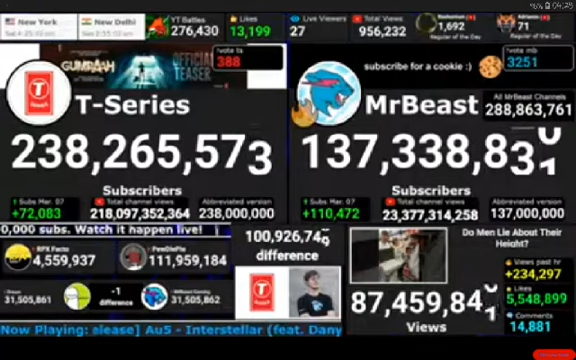 New York
New Delhi
YT Battles
276,430
Likes
13,199
Live Viewers
27
Total Views
956,232
1,692
Regular of the Day
71
Regular of the Day
GUMRAAH
OFFICIAL
TEASER
!vote ts
388
subscribe for a cookie :)
!vote mb
3251
T-Series
MrBeast
All MrBeast Channels
288,863,761
238,265,573
137,338,83
Subscribers
Subscribers
Subs Mar. 07
+72,083
Total channel views
218,097,352,364
Abbreviated version
238,000,000
Subs Mar. 07
+110,472
Total channel views
23,377,314,258
Abbreviated version
137,000,000
0,000 subs. Watch it happen live!
4,559,937
PewDiePie
111,959,184
31,505,861
-1
difference
31,505,862
100,926,74
difference
Do Men Lie About Their
Height?
87,459,84
Views
Views past hr
+234,297
Likes
5,548,899
Comments
14,881
Now Playing: elease] Au5 - Interstellar (feat. Dany